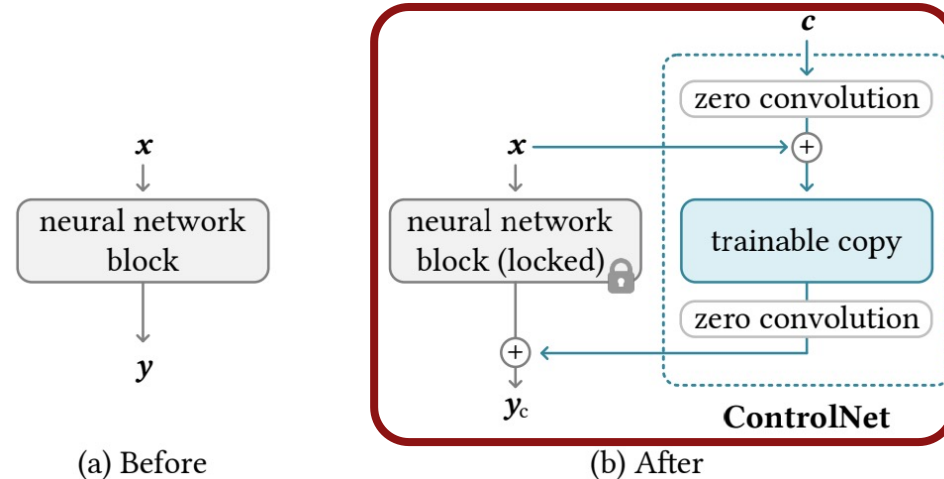 x
neural network
block
y
(a) Before
c
zero convolution
+
x
neural network
block (locked)
trainable copy
zero convolution
+
yc
ControlNet
(b) After